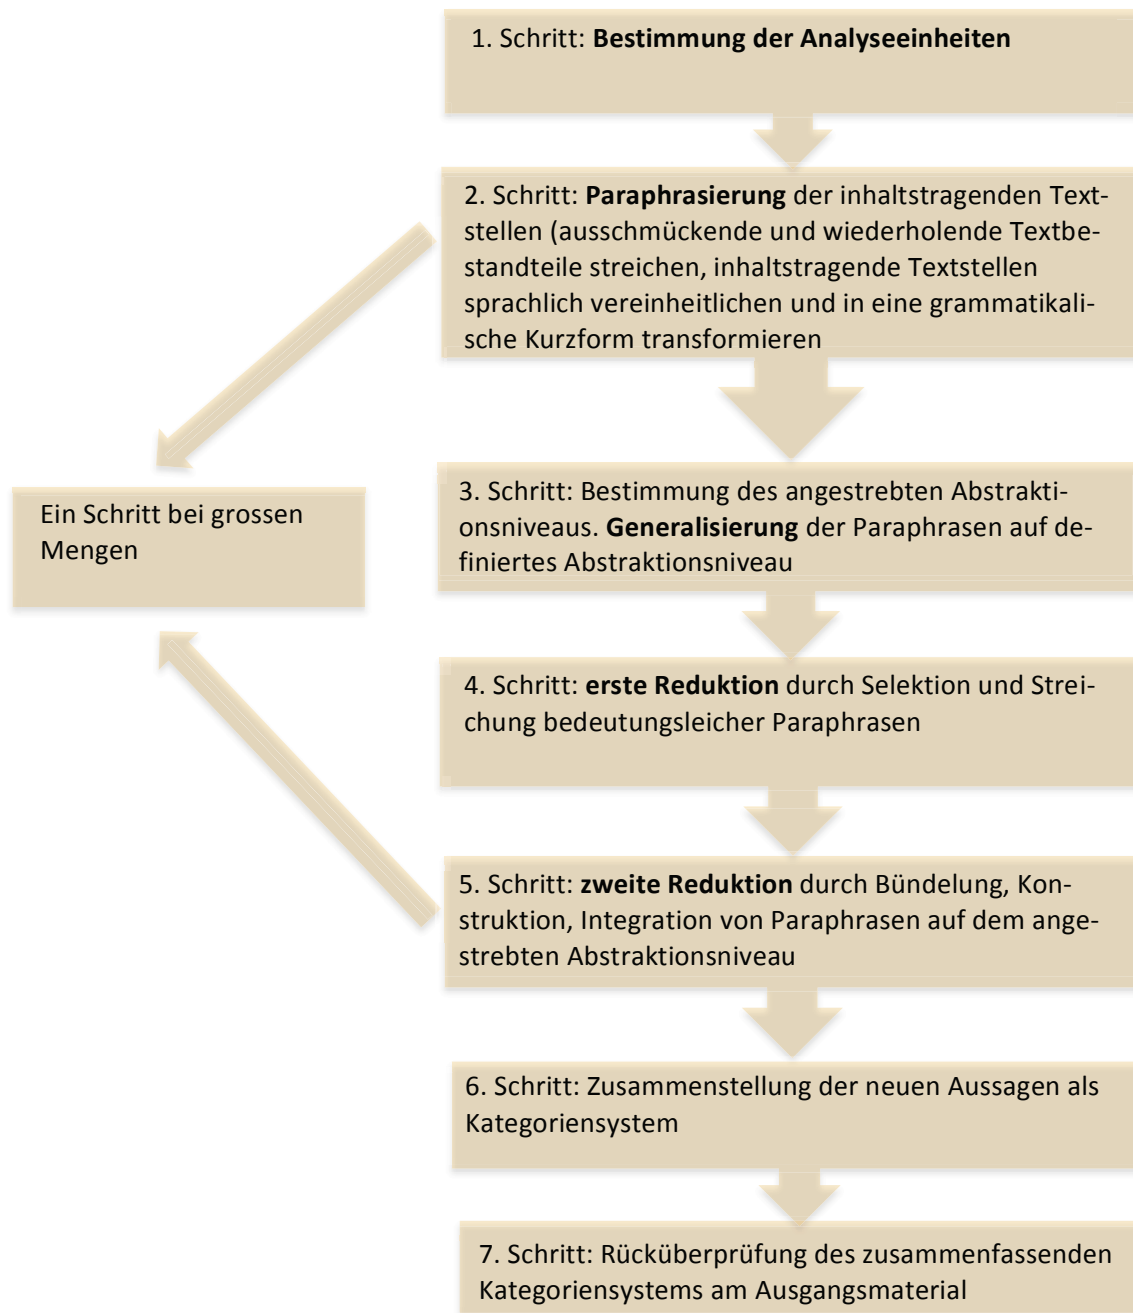 1. Schritt: Bestimmung der Analyseeinheiten
2. Schritt: Paraphrasierung der inhaltstragenden Text-
stellen (ausschmückende und wiederholende Textbe-
standteile streichen, inhaltstragende Textstellen
sprachlich vereinheitlichen und in eine grammatikali-
sche Kurzform transformieren
Ein Schritt bei grossen
Mengen
3. Schritt: Bestimmung des angestrebten Abstrakti-
onsniveaus. Generalisierung der Paraphrasen auf de-
finiertes Abstraktionsniveau
4. Schritt: erste Reduktion durch Selektion und Strei-
chung bedeutungsleicher Paraphrasen
5. Schritt: zweite Reduktion durch Bündelung, Kon-
struktion, Integration von Paraphrasen auf dem ange-
strebten Abstraktionsniveau
6. Schritt: Zusammenstellung der neuen Aussagen als
Kategoriensystem
7. Schritt: Rücküberprüfung des zusammenfassenden
Kategoriensystems am Ausgangsmaterial